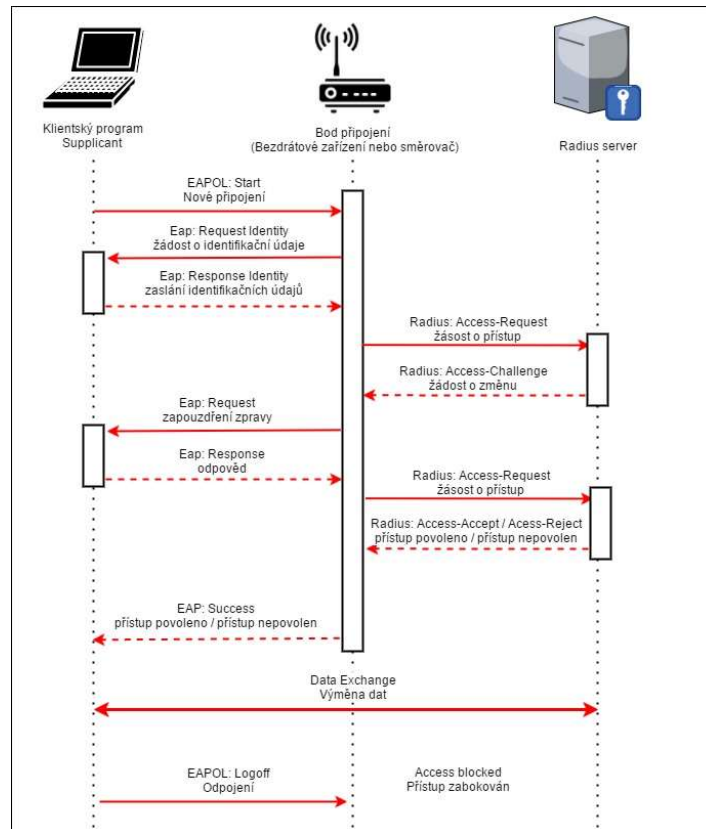 Klientský program
Supplicant
Bod připojení
(Bezdrátové zařízení nebo směrovač)
Radius server
EAPOL: Start
Nové připojení
Eap: Request Identity
žádost o identifikační údaje
Eap: Response Identity
zaslání identifikačních údajů
Radius: Access-Request
žásost o přístup
Radius: Access-Challenge
žádost o změnu
Eap: Request
zapouzdření zpravy
Eap: Response
odpověd
Radius: Access-Request
žásost o přístup
Radius: Access-Accept / Acess-Reject
přístup povoleno / přístup nepovolen
EAP: Success
přístup povoleno / přístup nepovolen
Data Exchange
Výměna dat
EAPOL: Logoff
Odpojení
Access blocked
Přístup zabokován